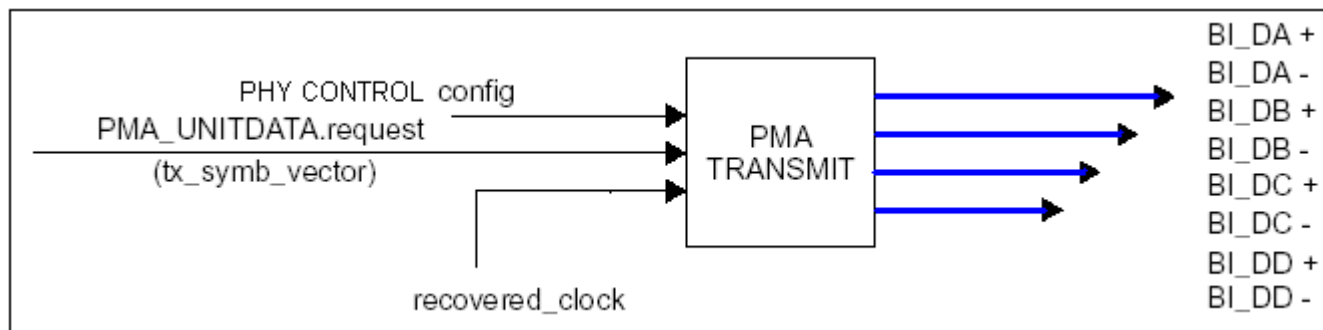 PHY CONTROL config
PMA_UNITDATA.request
(tx_symb_vector)
recovered_clock
PMA
TRANSMIT
BI_DA +
BI_DA -
BI_DB +
BI_DB -
BI_DC +
BI_DC -
BI_DD +
BI_DD -